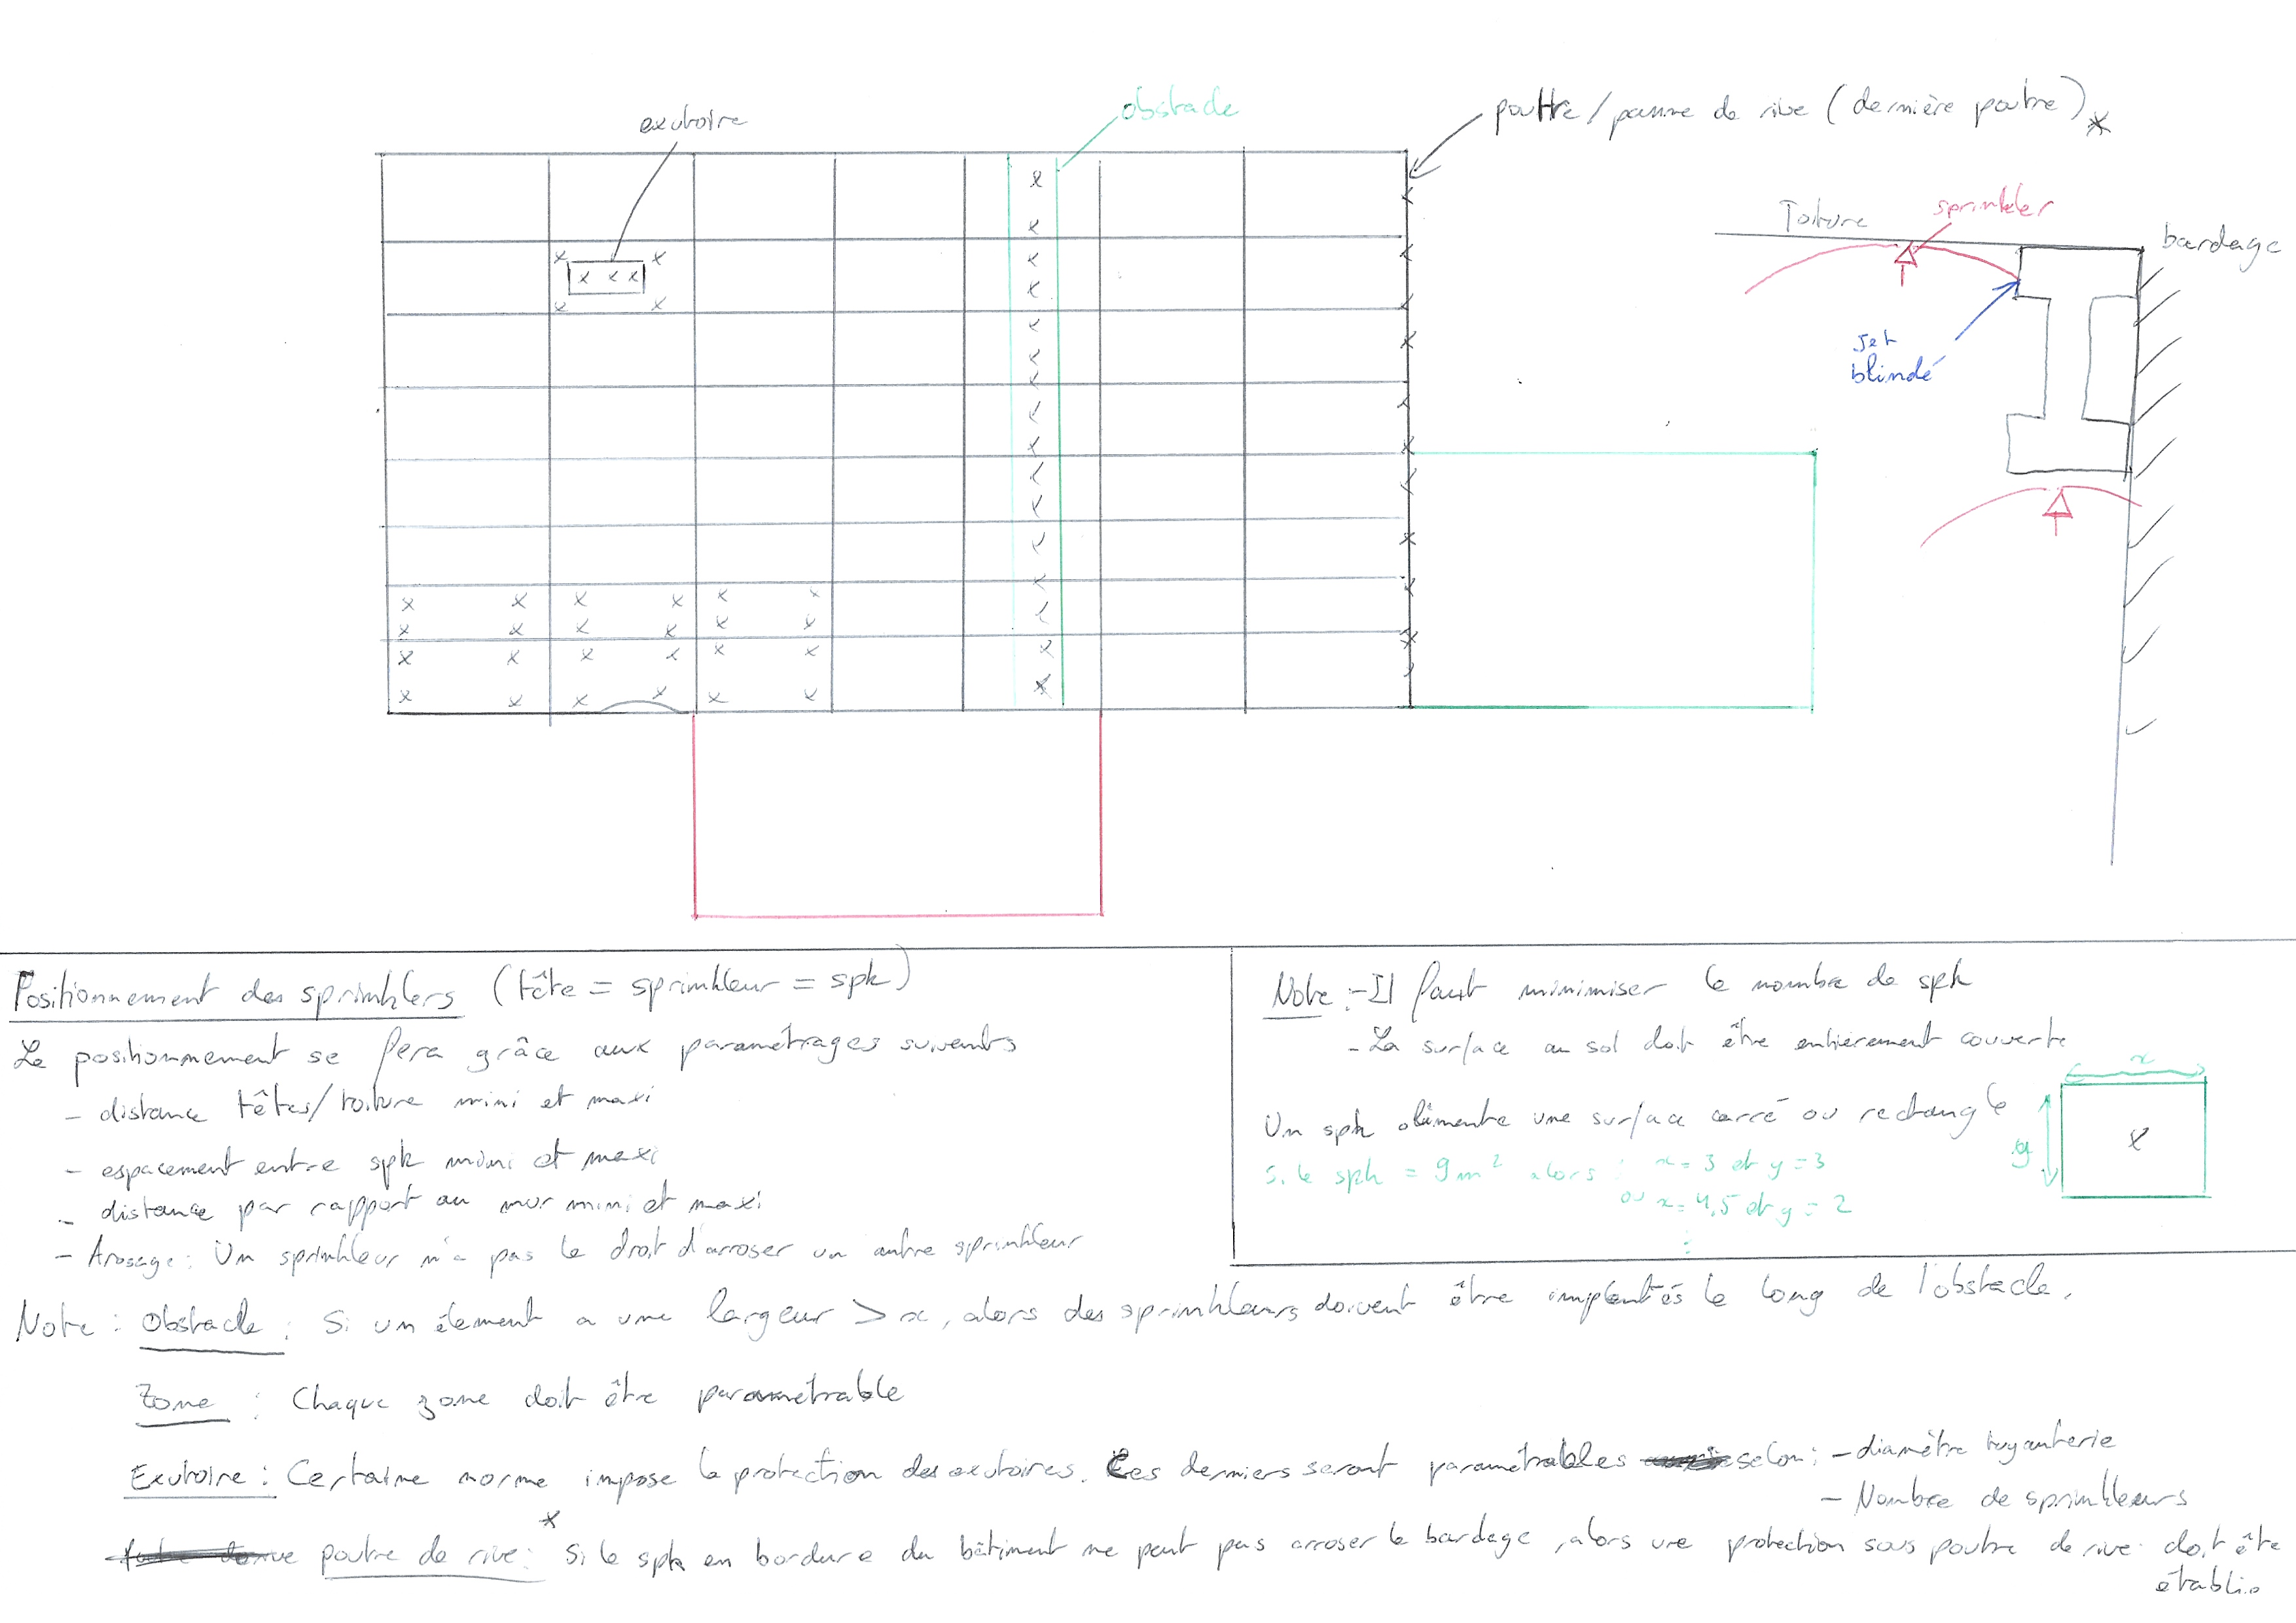 exutoire
obstacle
pouttre / panne de rive (dernière poutre) *
Toiture
sprinkler
bardage
Jet
blindé
Positionnement des sprinklers (tête = sprinkleur = spk)
Le positionnement se fera grâce aux paramétrages suivants
- distance têtes/toiture mini et maxi
- espacement entre spk mini et maxi
- distance par rapport au mur mini et maxi
- Arosage : Un sprinkleur n'a pas le droit d'arroser un autre sprinkleur
Note : - Il faut minimiser le nombre de spk
- La surface au sol doit être entièrement couverte
Un spk alimente une surface carré ou rectangle
Si le spk = 9m² alors : x = 3 et y = 3
ou x = 4,5 et y = 2
x
y
Note : Obstacle : Si un élement a une largeur > x, alors des sprinkleurs doivent être implentés le long de l'obstacle.
Zone : Chaque zone doit être paramétrable
Exutoire : Certaine norme impose la protection des exutoires. Ces derniers seront paramétrables selon : - diamètre tuyauterie
- Nombre de sprinkleurs
* poutre de rive : Si le spk en bordure du bâtiment ne peut pas arroser le bardage, alors une protection sous poutre de rive doit être
établie